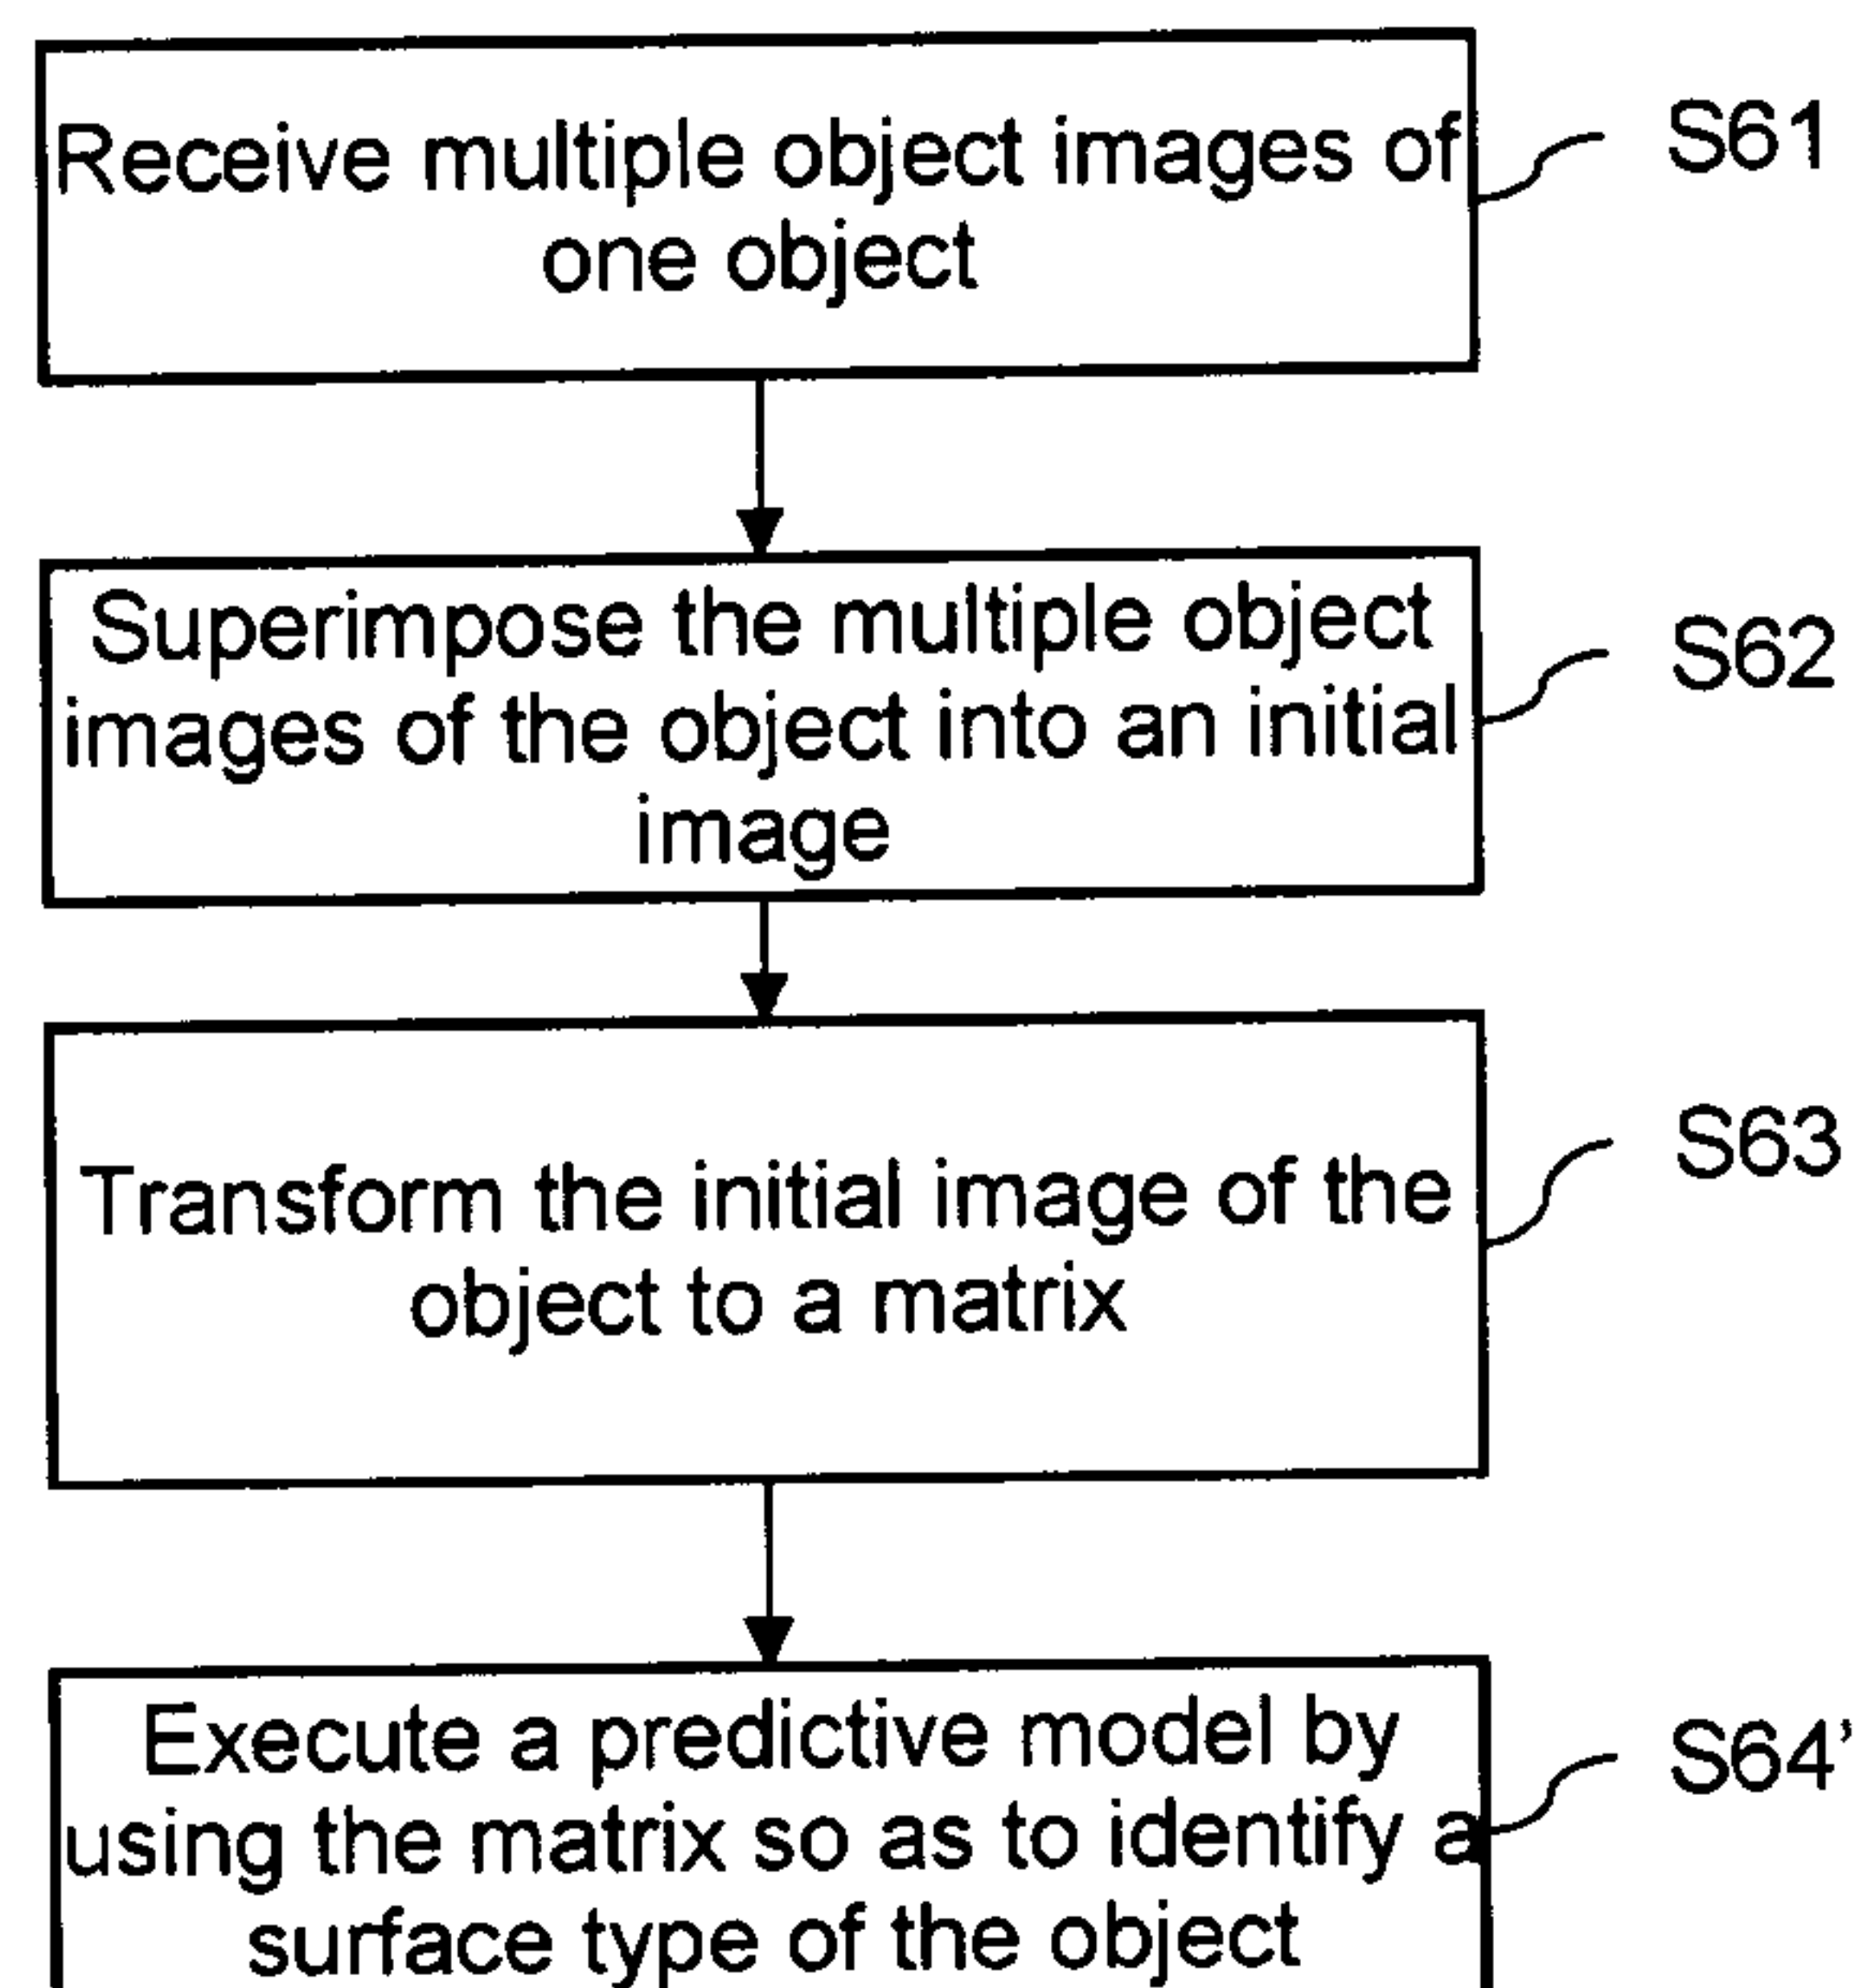 Receive multiple object images of
one object
S61
Superimpose the multiple object
images of the object into an initial
image
S62
Transform the initial image of the
object to a matrix
S63
Execute a predictive model by
using the matrix so as to identify a
surface type of the object
S64’